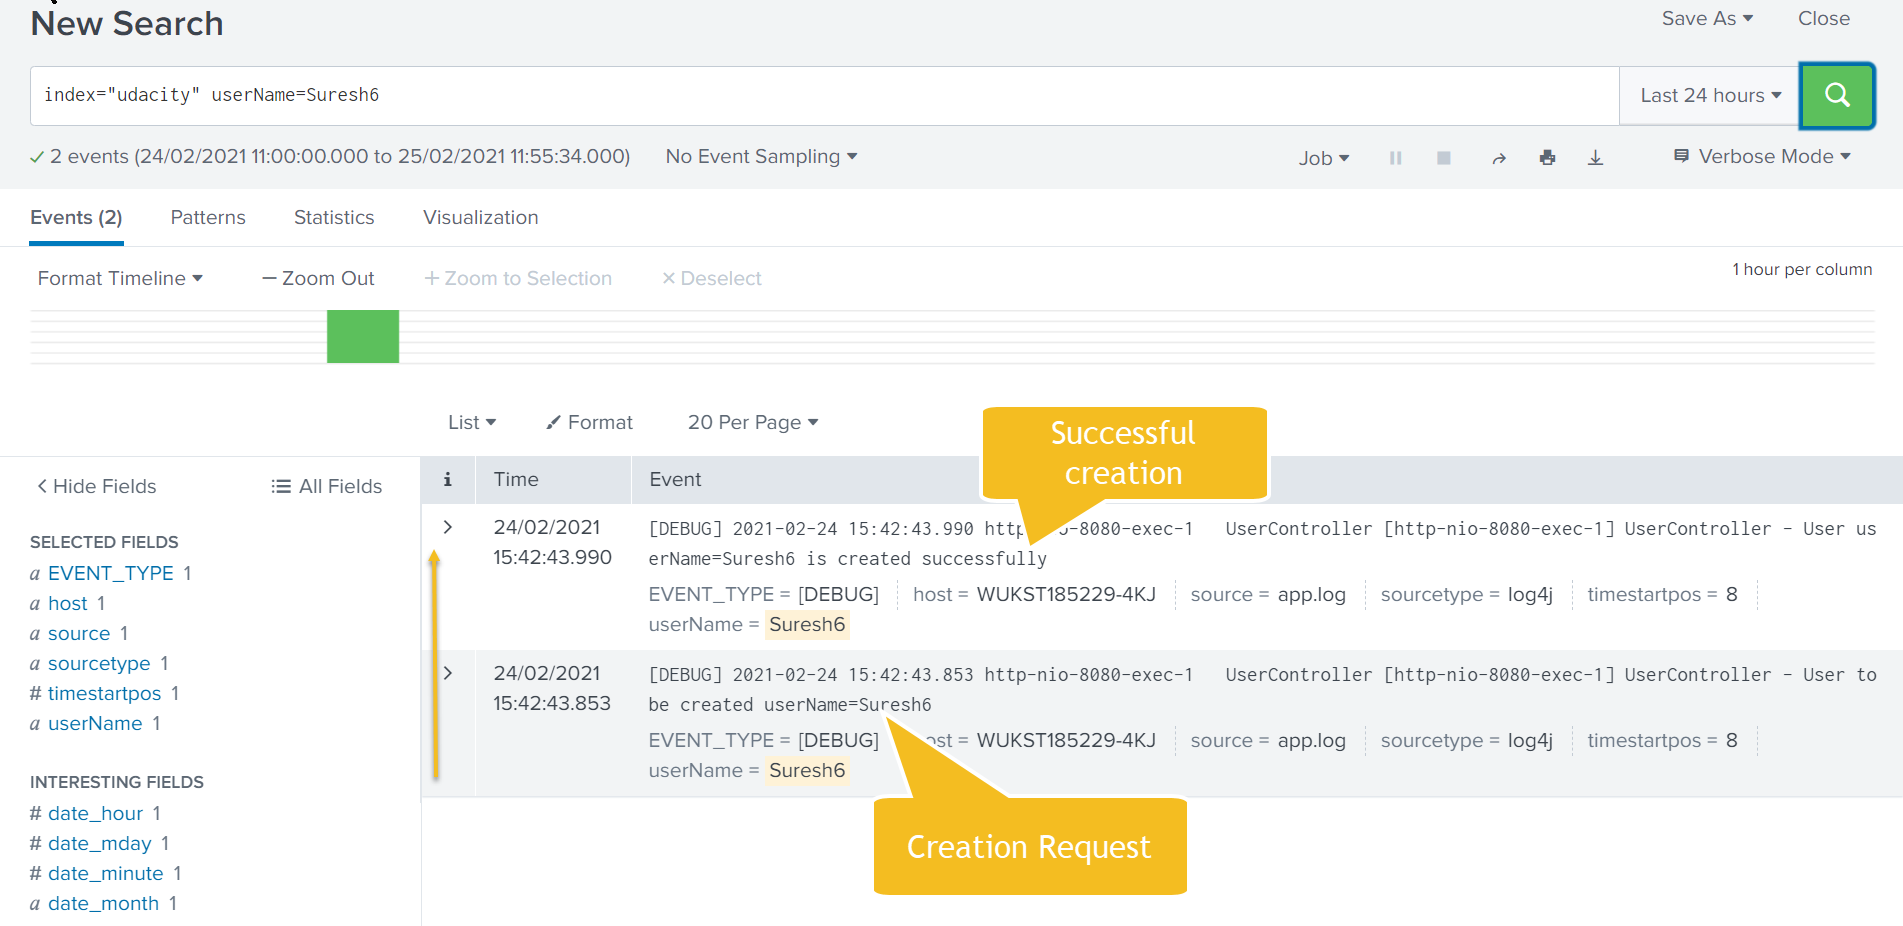 New Search
Save As
Close
index="udacity" userName=Suresh6
Last 24 hours
2 events (24/02/2021 11:00:00.000 to 25/02/2021 11:55:34.000)
No Event Sampling
Job
Verbose Mode
Events (2)
Patterns
Statistics
Visualization
Format Timeline
— Zoom Out
+ Zoom to Selection
× Deselect
1 hour per column
List
Format
20 Per Page
Successful
creation
< Hide Fields
All Fields
i
Time
Event
SELECTED FIELDS
a EVENT_TYPE 1
a host 1
a source 1
a sourcetype 1
# timestartpos 1
a userName 1
INTERESTING FIELDS
# date_hour 1
# date_mday 1
# date_minute 1
a date_month 1
> 24/02/2021
15:42:43.990
[DEBUG] 2021-02-24 15:42:43.990 http-8080-exec-1 UserController [http-nio-8080-exec-1] UserController - User us
erName=Suresh6 is created successfully
EVENT_TYPE = [DEBUG] host = WUKST185229-4KJ source = app.log sourcetype = log4j timestartpos = 8
userName = Suresh6
> 24/02/2021
15:42:43.853
[DEBUG] 2021-02-24 15:42:43.853 http-nio-8080-exec-1 UserController [http-nio-8080-exec-1] UserController - User to
be created userName=Suresh6
EVENT_TYPE = [DEBUG] ost = WUKST185229-4KJ source = app.log sourcetype = log4j timestartpos = 8
userName = Suresh6
Creation Request